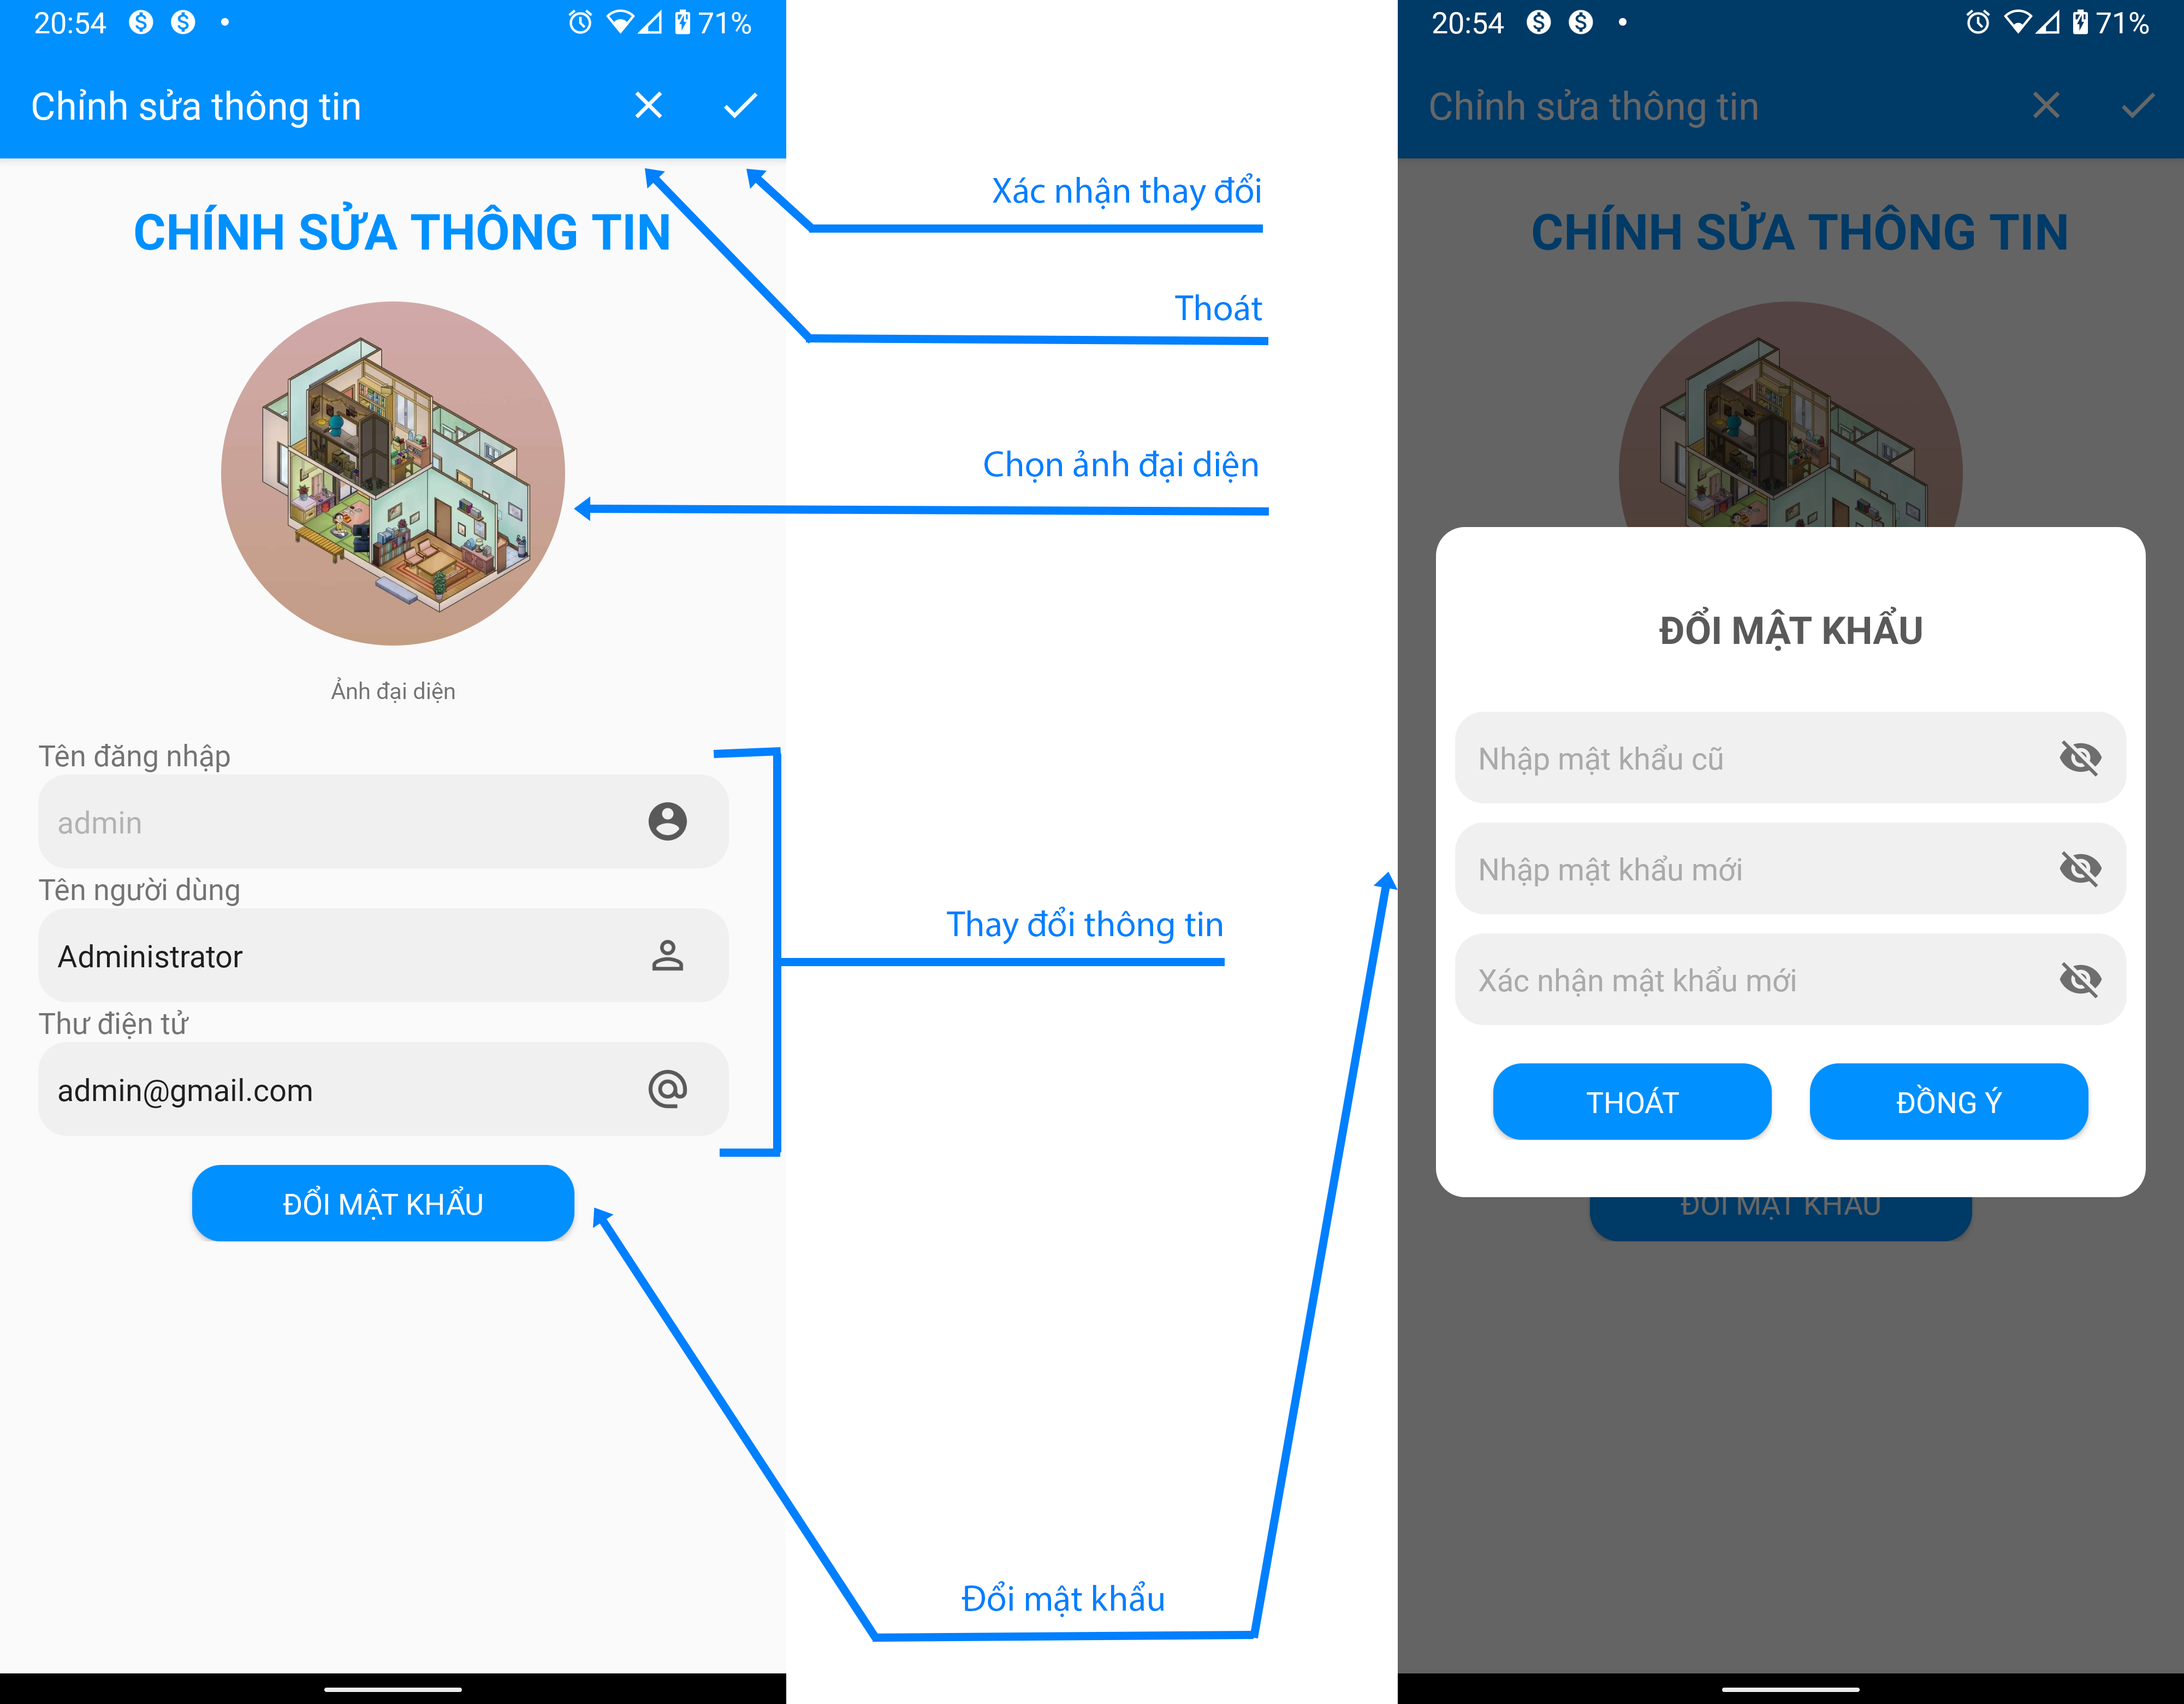 20:54
71%
Chỉnh sửa thông tin
CHÍNH SỬA THÔNG TIN
Ảnh đại diện
Tên đăng nhập
admin
Tên người dùng
Administrator
Thư điện tử
admin@gmail.com
ĐỔI MẬT KHẨU
Xác nhận thay đổi
Thoát
Chọn ảnh đại diện
Thay đổi thông tin
Đổi mật khẩu
20:54
71%
Chỉnh sửa thông tin
CHÍNH SỬA THÔNG TIN
ĐỔI MẬT KHẨU
Nhập mật khẩu cũ
Nhập mật khẩu mới
Xác nhận mật khẩu mới
THOÁT
ĐỒNG Ý
ĐỔI MẬT KHẨU